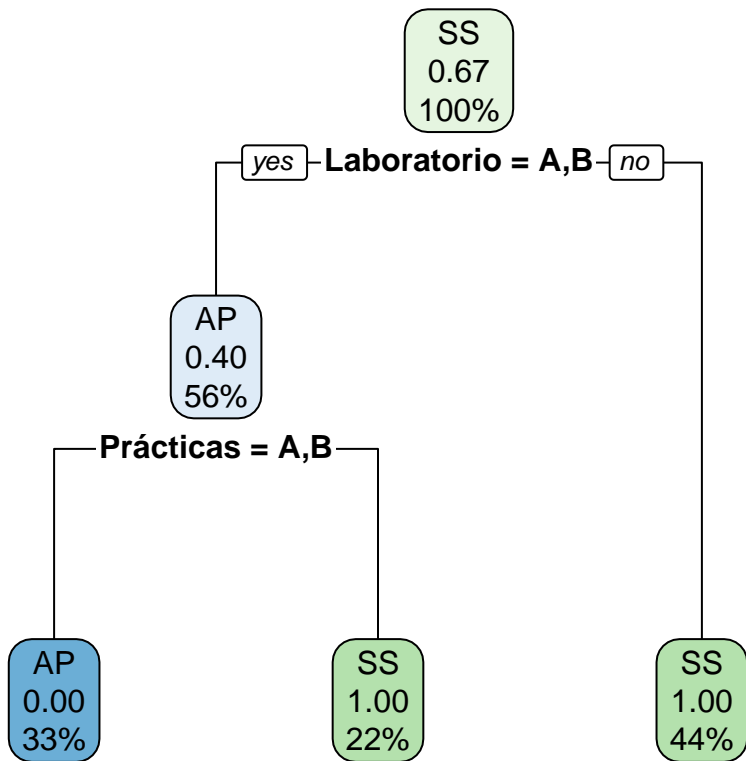 SS
0.67
100%
yes Laboratorio = A,B no
AP
0.40
56%
Prácticas = A,B
AP
0.00
33%
SS
1.00
22%
SS
1.00
44%